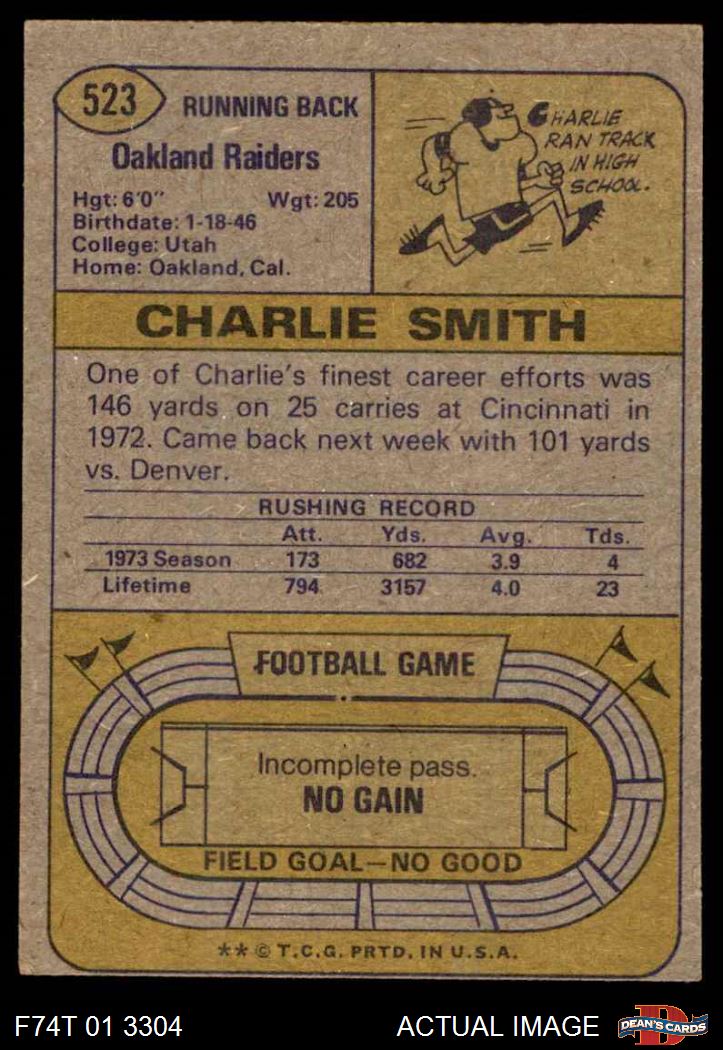 523 RUNNING BACK
Oakland Raiders
Hgt: 6'0" Wgt: 205
Birthdate: 1-18-46
College: Utah
Home: Oakland, Cal.
CHARLIE
RAN TRACK
IN HIGH
SCHOOL.
CHARLIE SMITH
One of Charlie's finest career efforts was
146 yards on 25 carries at Cincinnati in
1972. Came back next week with 101 yards
vs. Denver.
RUSHING RECORD
Att. Yds. Avg. Tds.
1973 Season 173 682 3.9 4
Lifetime 794 3157 4.0 23
FOOTBALL GAME
Incomplete pass.
NO GAIN
FIELD GOAL—NO GOOD
** © T.C.G. PRTD. IN U.S.A.
F74T 01 3304 ACTUAL IMAGE D
DEAN'S CARDS